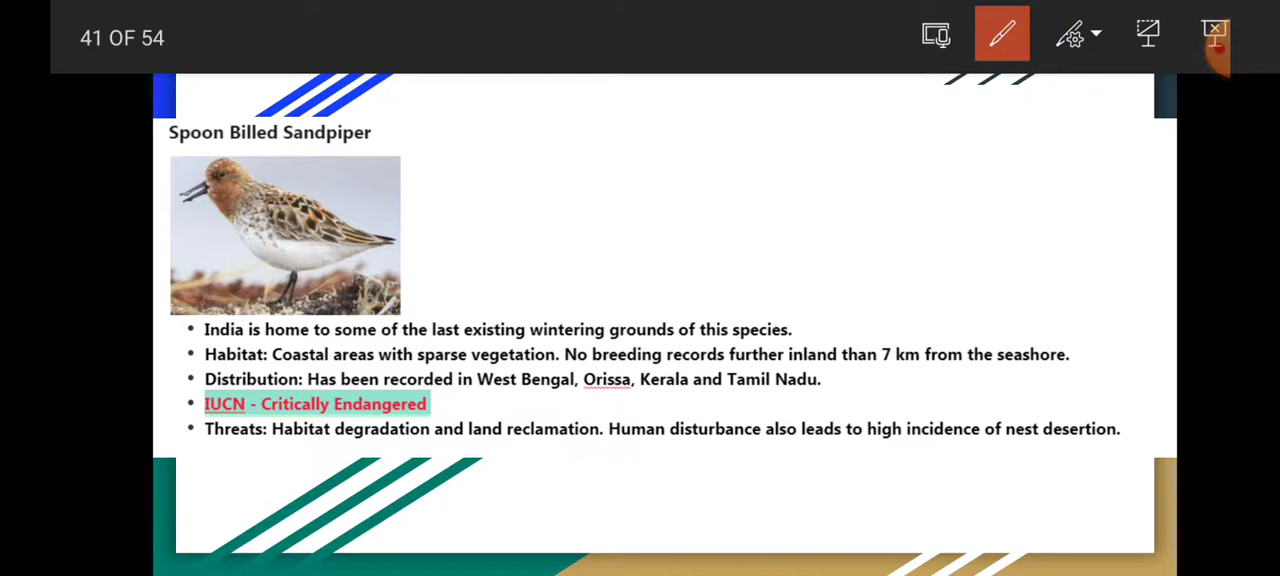 41 OF 54
Spoon Billed Sandpiper
• India is home to some of the last existing wintering grounds of this species.
• Habitat: Coastal areas with sparse vegetation. No breeding records further inland than 7 km from the seashore.
• Distribution: Has been recorded in West Bengal, Orissa, Kerala and Tamil Nadu.
• IUCN - Critically Endangered
• Threats: Habitat degradation and land reclamation. Human disturbance also leads to high incidence of nest desertion.